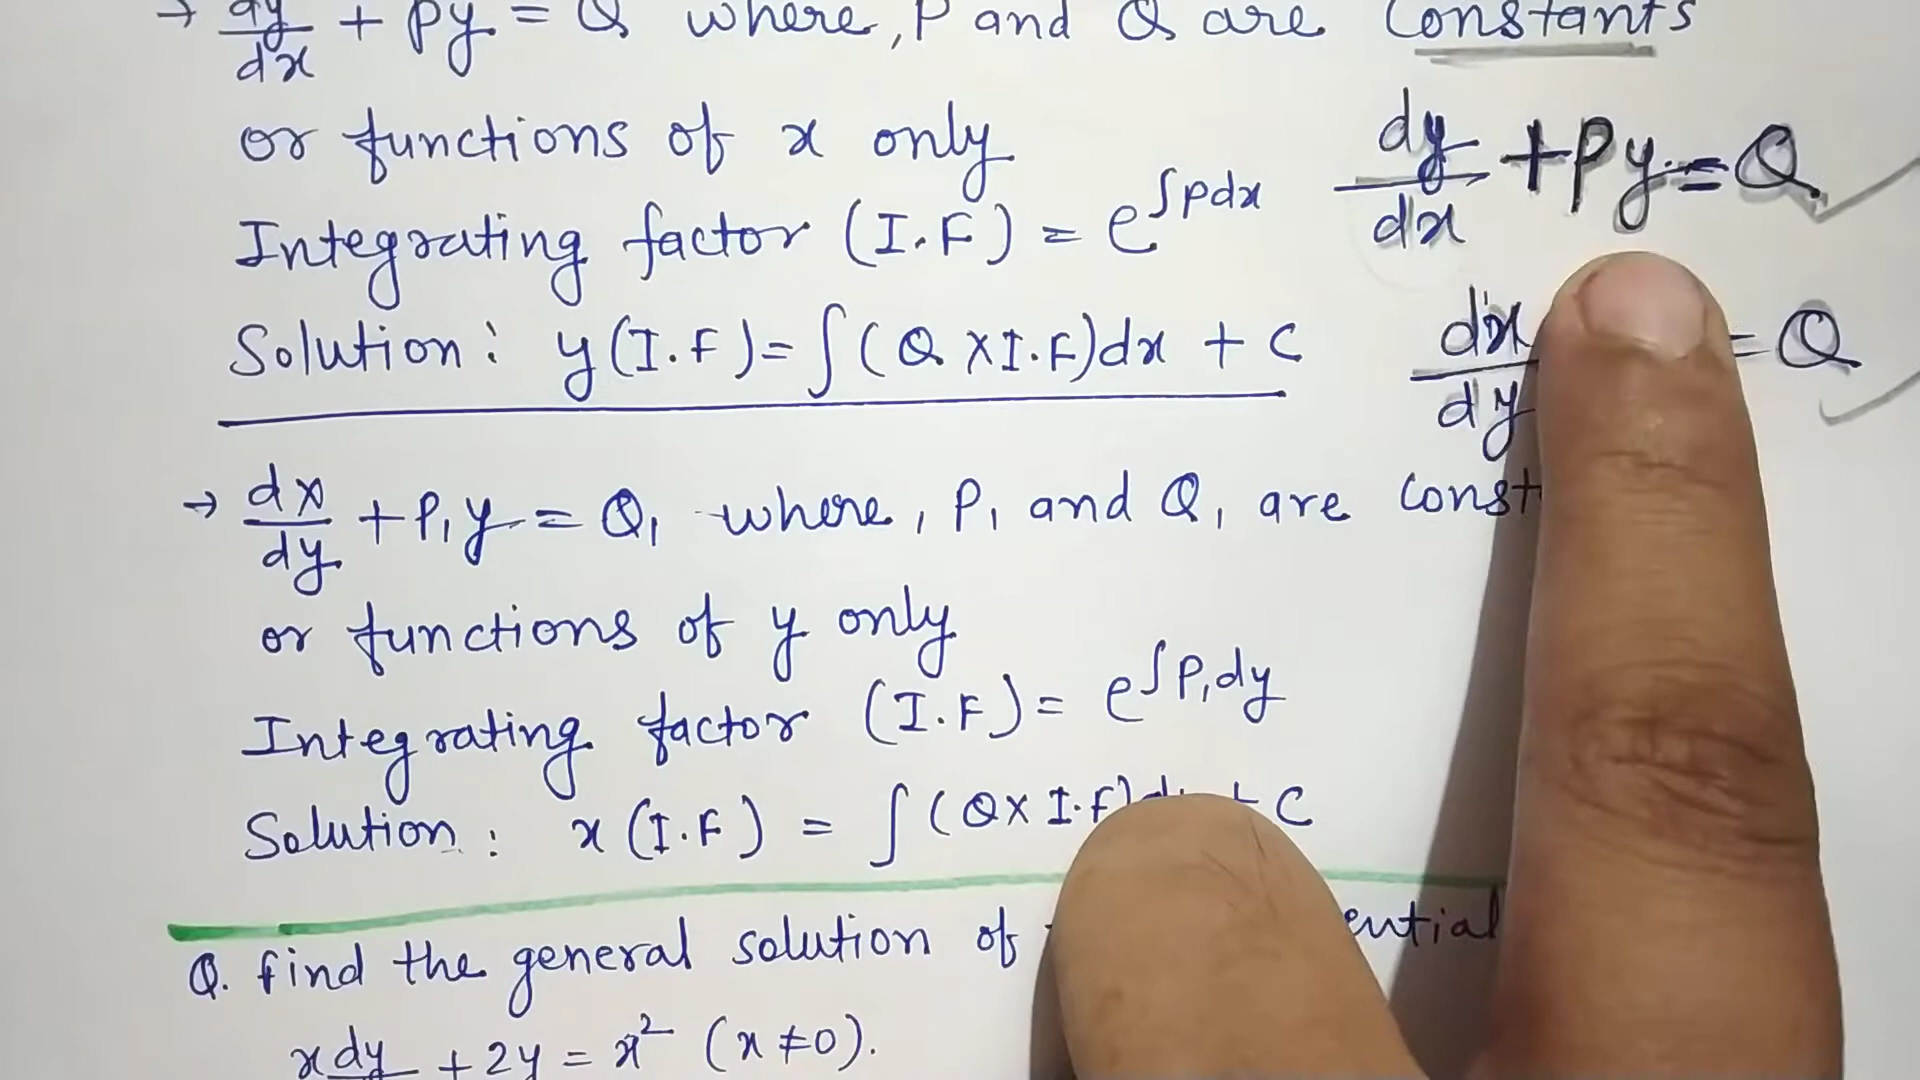 → dy/dx + Py = Q where, P and Q are constants
or functions of x only
Integrating factor (I.F) = e^∫Pdx
Solution: y(I.F) = ∫(Q×I.F)dx + C
dy/dx + Py = Q
dx/dy = Q
→ dx/dy + P₁y = Q₁ where, P₁ and Q₁ are
or functions of y only
Integrating factor (I.F) = e^∫P₁dy
Solution: x(I.F) = ∫(Q×I.F) + C
Q. find the general solution of
xdy + 2y = x² (x≠0).